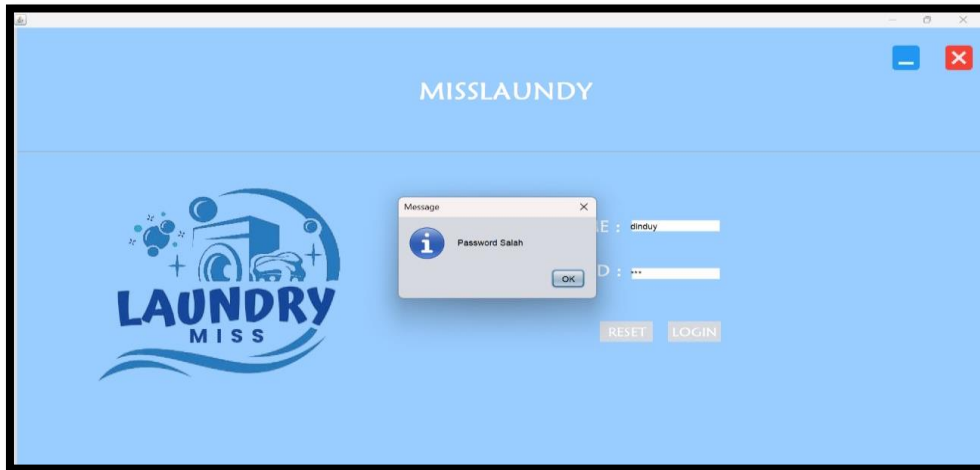 MISSLAUNDY
Message
Password Salah
OK
E : dinduy
D : •••
RESET LOGIN
LAUNDRY
MISS